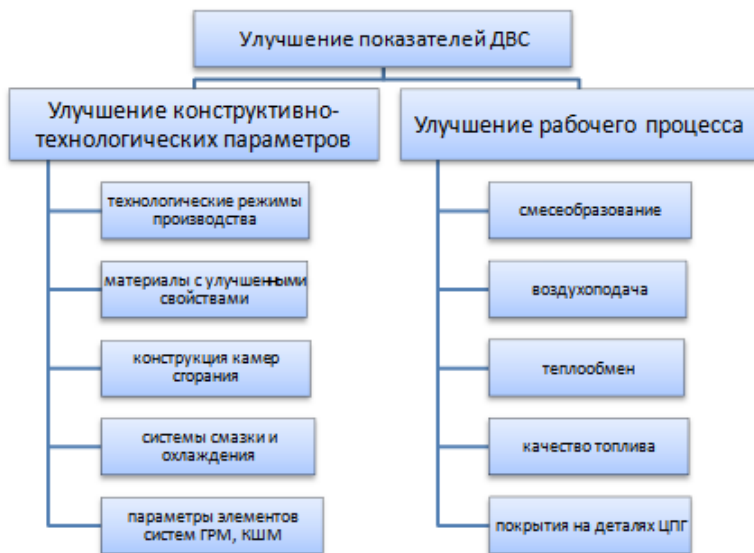 Улучшение показателей ДВС
Улучшение конструктивно-
технологических параметров
технологические режимы
производства
материалы с улучшенными
свойствами
конструкция камер
сгорания
системы смазки и
охлаждения
параметры элементов
систем ГРМ, КШМ
Улучшение рабочего процесса
смесеобразование
воздухоподача
теплообмен
качество топлива
покрытия на деталях ЦПГ